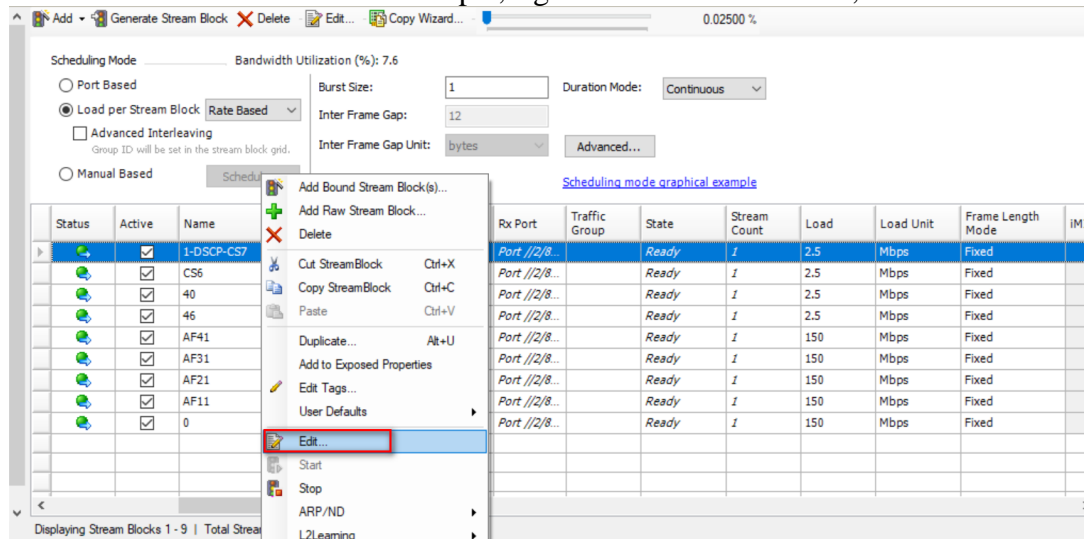 Add Generate Stream Block Delete Edit... Copy Wizard... 0.02500 %
Scheduling Mode Bandwidth Utilization (%): 7.6
Port Based
Load per Stream Block Rate Based
Advanced Interleaving
Group ID will be set in the stream block grid.
Manual Based
Burst Size: 1 Duration Mode: Continuous
Inter Frame Gap: 12
Inter Frame Gap Unit: bytes Advanced...
Scheduling mode graphical example
Status Active Name Rx Port Traffic Group State Stream Count Load Load Unit Frame Length Mode
1-DSCP-CS7 Port //2/8... Ready 1 2.5 Mbps Fixed
CS6 Port //2/8... Ready 1 2.5 Mbps Fixed
40 Port //2/8... Ready 1 2.5 Mbps Fixed
46 Port //2/8... Ready 1 2.5 Mbps Fixed
AF41 Port //2/8... Ready 1 150 Mbps Fixed
AF31 Port //2/8... Ready 1 150 Mbps Fixed
AF21 Port //2/8... Ready 1 150 Mbps Fixed
AF11 Port //2/8... Ready 1 150 Mbps Fixed
0 Port //2/8... Ready 1 150 Mbps Fixed
Add Bound Stream Block(s)...
Add Raw Stream Block...
Delete
Cut StreamBlock Ctrl+X
Copy StreamBlock Ctrl+C
Paste Ctrl+V
Duplicate... Alt+U
Add to Exposed Properties
Edit Tags...
User Defaults
Edit...
Start
Stop
ARP/ND
L2Learning
Displaying Stream Blocks 1 - 9 | Total